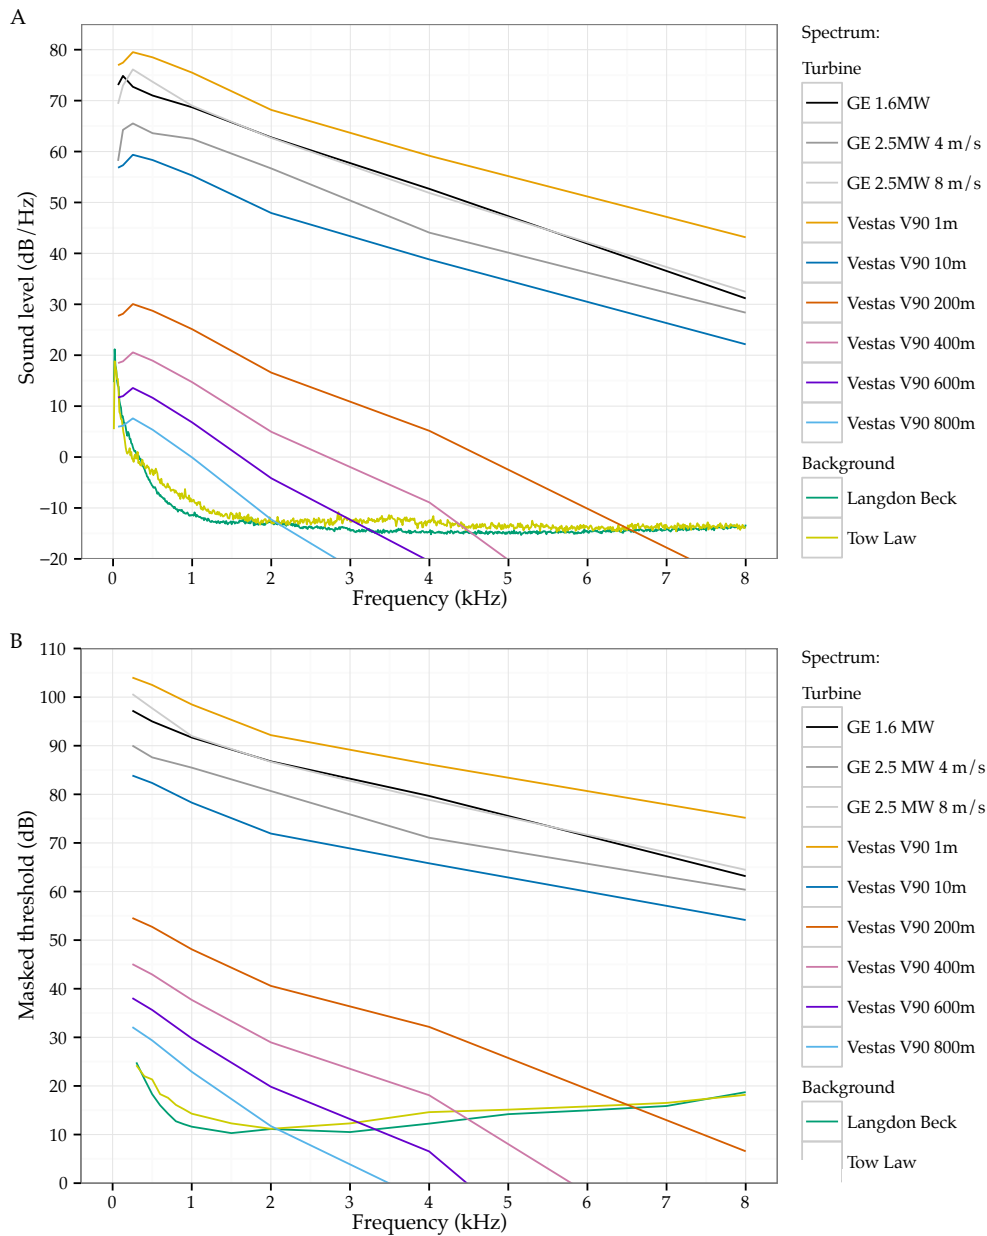 A
Sound level (dB/Hz)
80
70
60
50
40
30
20
10
0
−10
−20
0 1 2 3 4 5 6 7 8
Frequency (kHz)
Spectrum:
Turbine
GE 1.6MW
GE 2.5MW 4 m/s
GE 2.5MW 8 m/s
Vestas V90 1m
Vestas V90 10m
Vestas V90 200m
Vestas V90 400m
Vestas V90 600m
Vestas V90 800m
Background
Langdon Beck
Tow Law
B
Masked threshold (dB)
110
100
90
80
70
60
50
40
30
20
10
0
0 1 2 3 4 5 6 7 8
Frequency (kHz)
Spectrum:
Turbine
GE 1.6 MW
GE 2.5 MW 4 m/s
GE 2.5 MW 8 m/s
Vestas V90 1m
Vestas V90 10m
Vestas V90 200m
Vestas V90 400m
Vestas V90 600m
Vestas V90 800m
Background
Langdon Beck
Tow Law